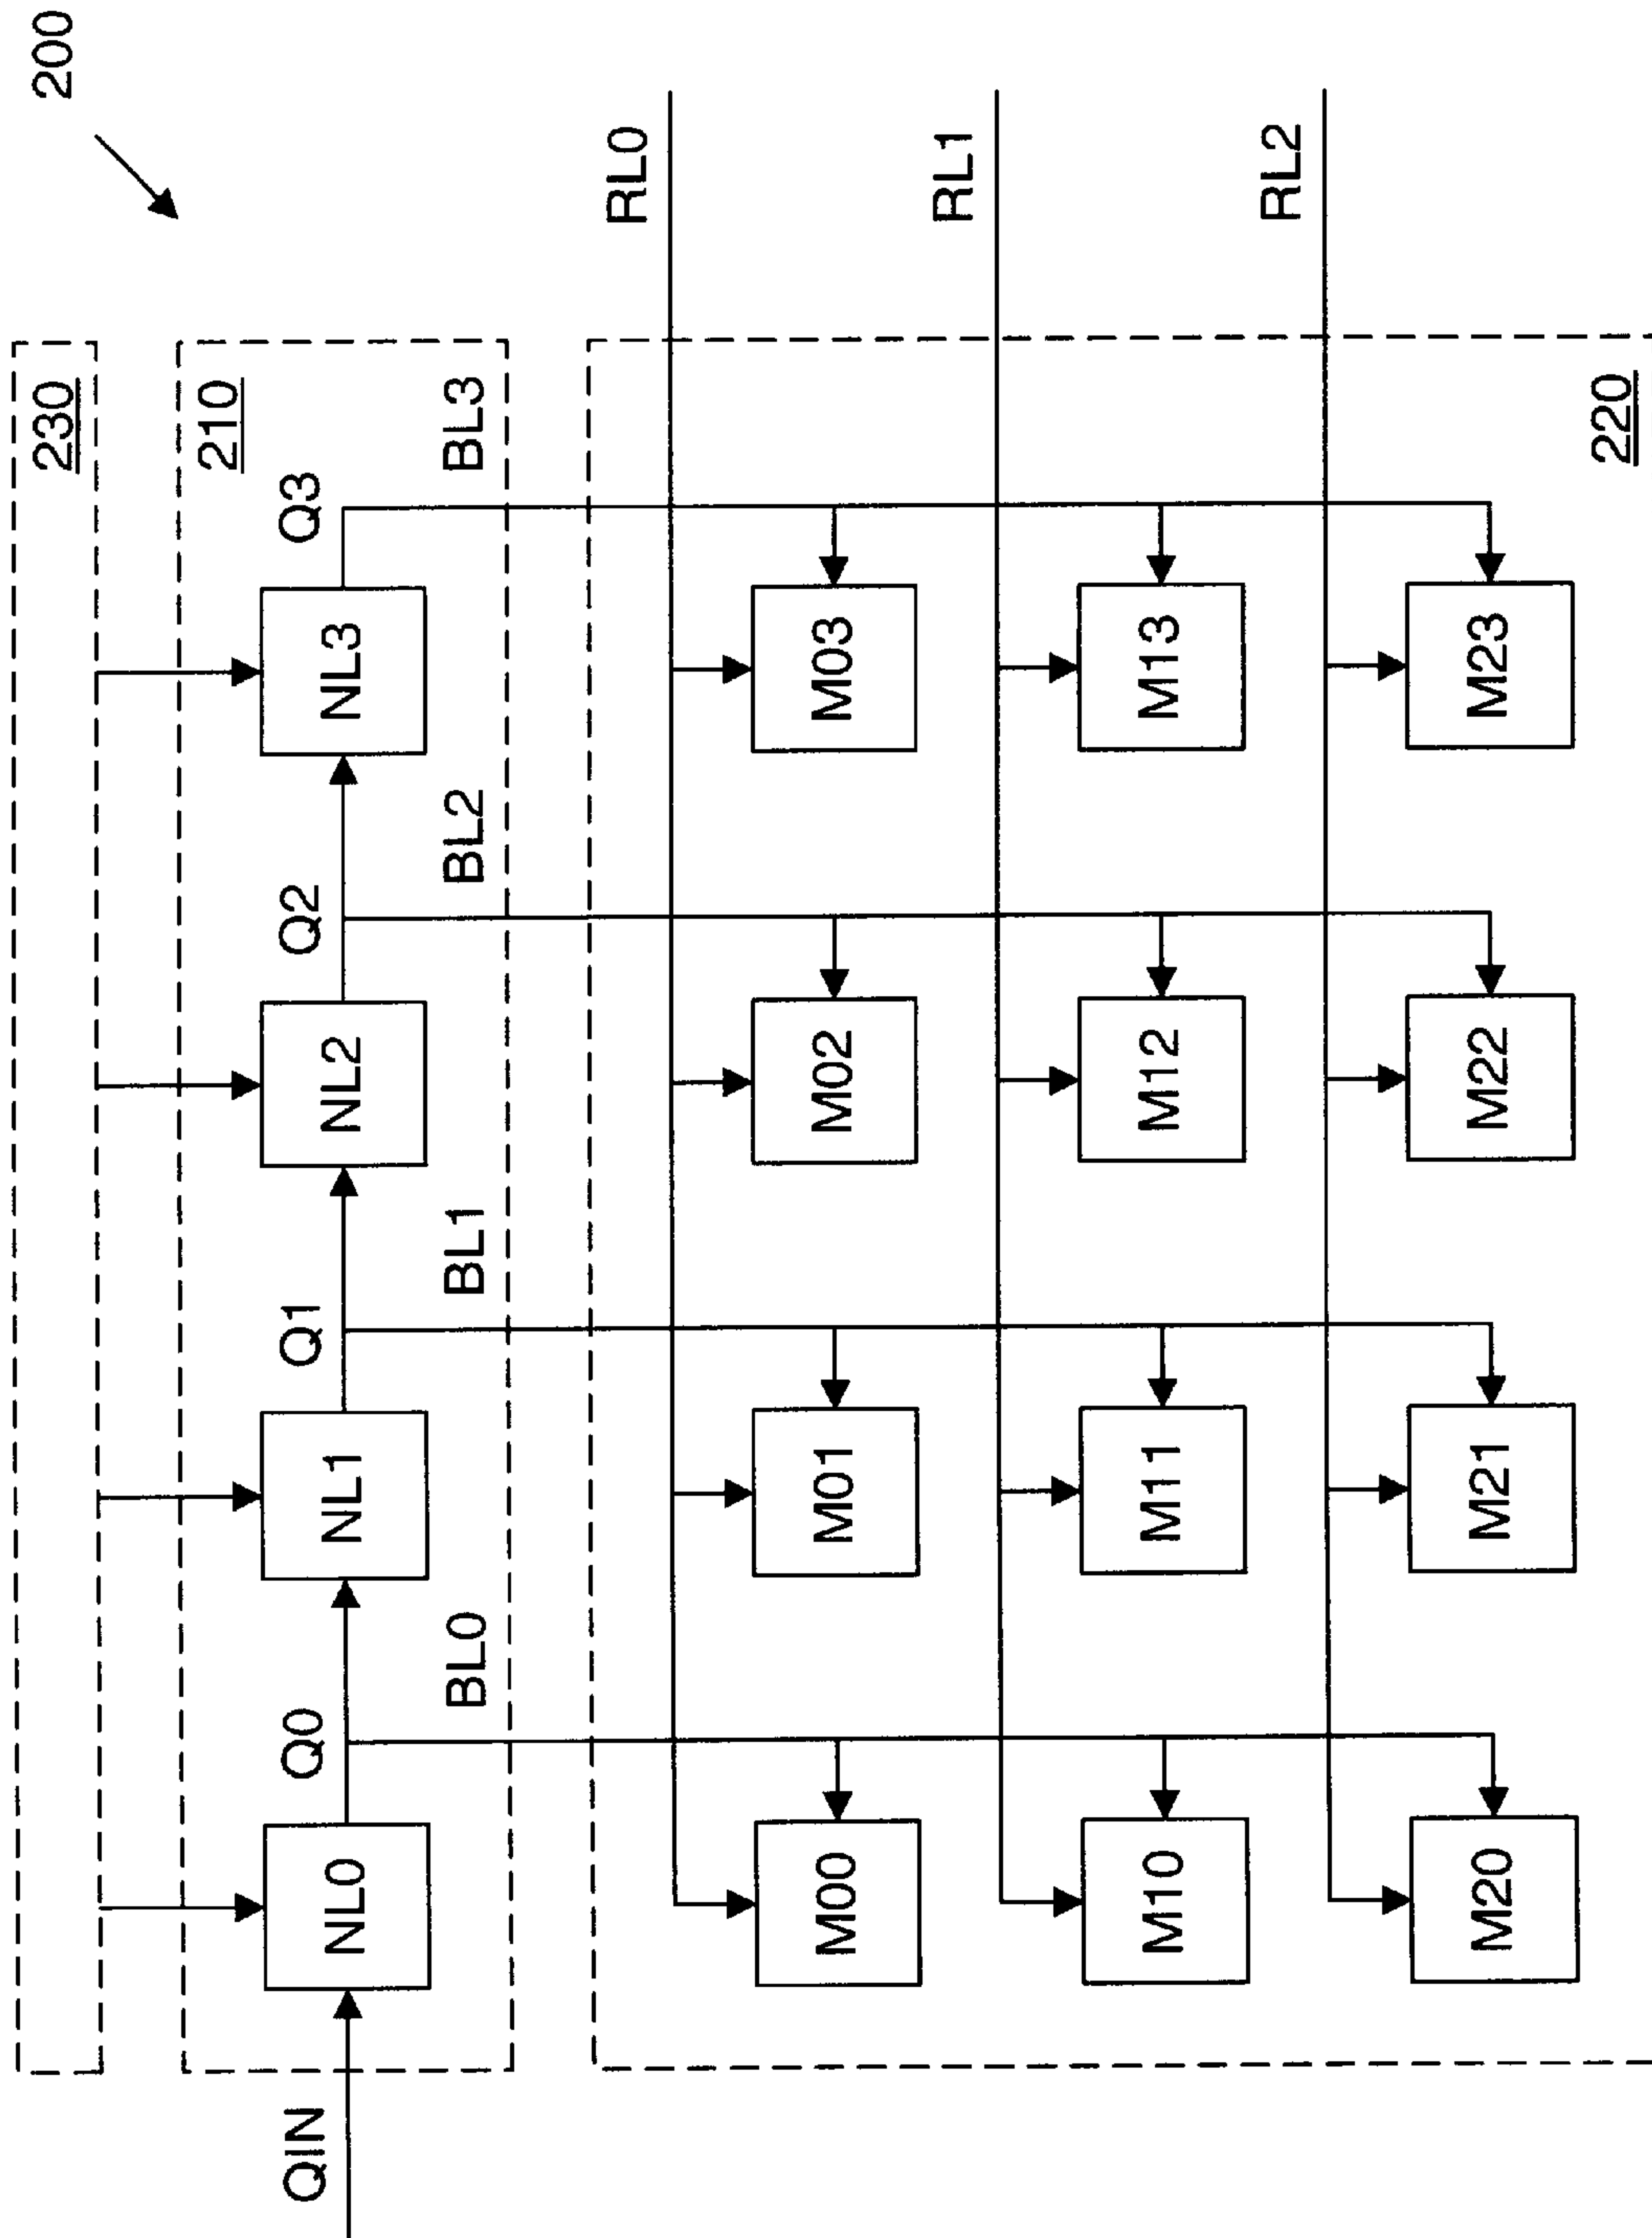 230 200
210
QIN Q0 Q1 Q2 Q3
NL0 NL1 NL2 NL3
BL0 BL1 BL2 BL3
RL0
M00 M01 M02 M03
RL1
M10 M11 M12 M13
RL2
M20 M21 M22 M23
220